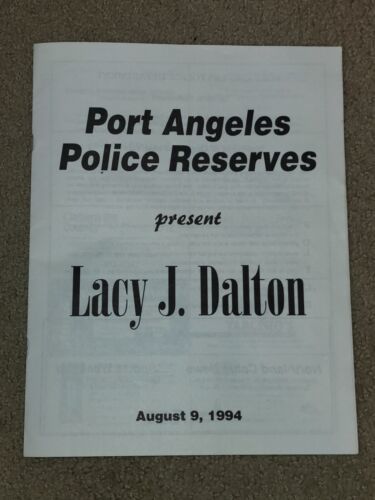 Port Angeles
Police Reserves
present
Lacy J. Dalton
August 9, 1994